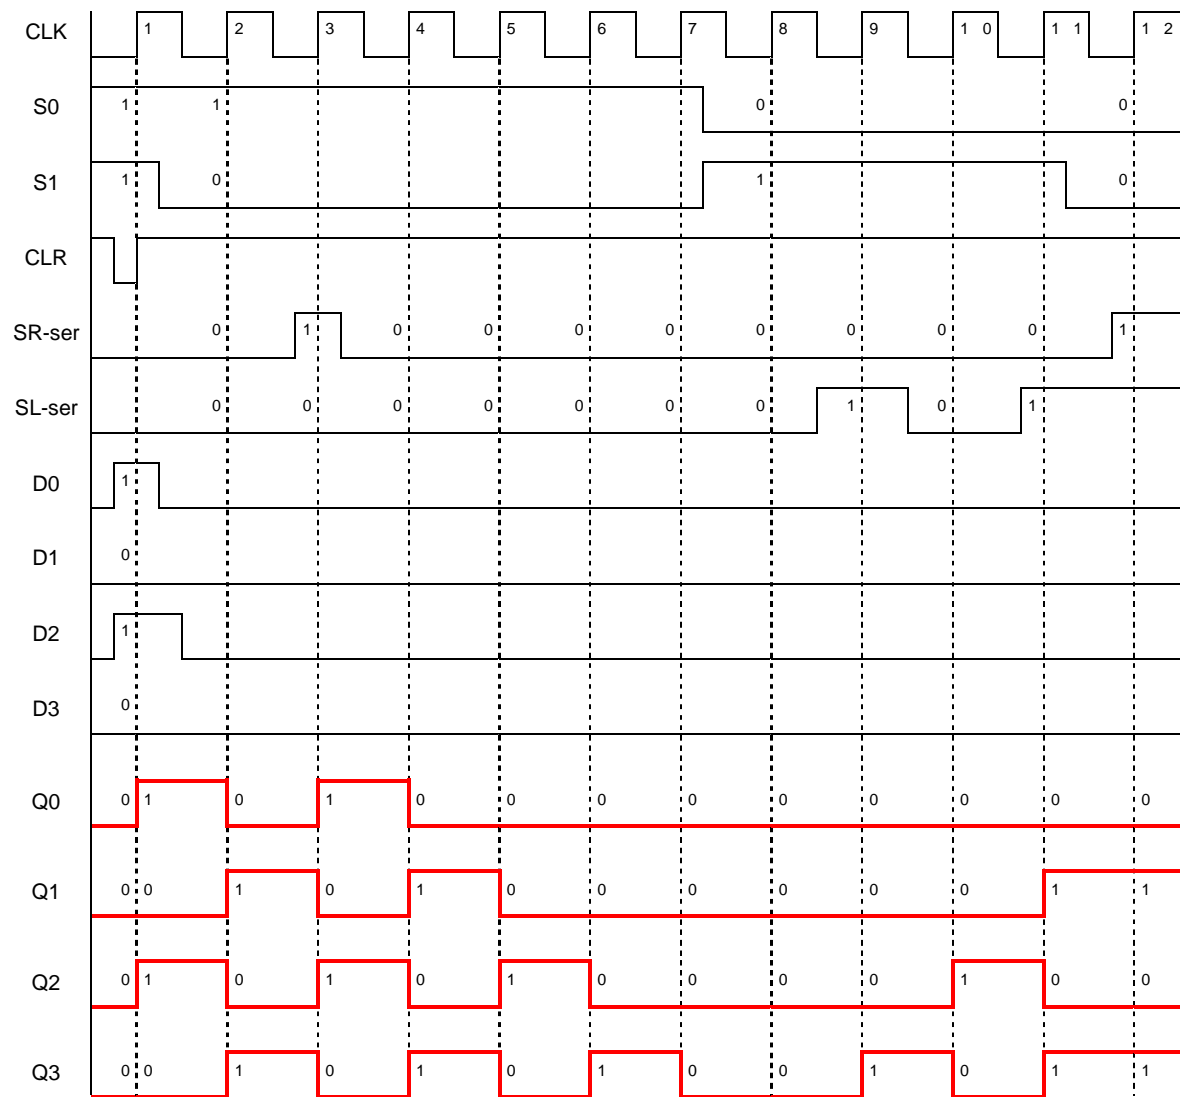 CLK 1 2 3 4 5 6 7 8 9 1 0 1 1 1 2
S0 1 1 0 0
S1 1 0 1 0
CLR
SR-ser 0 1 0 0 0 0 0 0 0 0 1
SL-ser 0 0 0 0 0 0 0 1 0 1
D0 1
D1 0
D2 1
D3 0
Q0 0 1 0 1 0 0 0 0 0 0 0 0 0
Q1 0 0 1 0 1 0 0 0 0 0 0 1 1
Q2 0 1 0 1 0 1 0 0 0 0 1 0 0
Q3 0 0 1 0 1 0 1 0 0 1 0 1 1